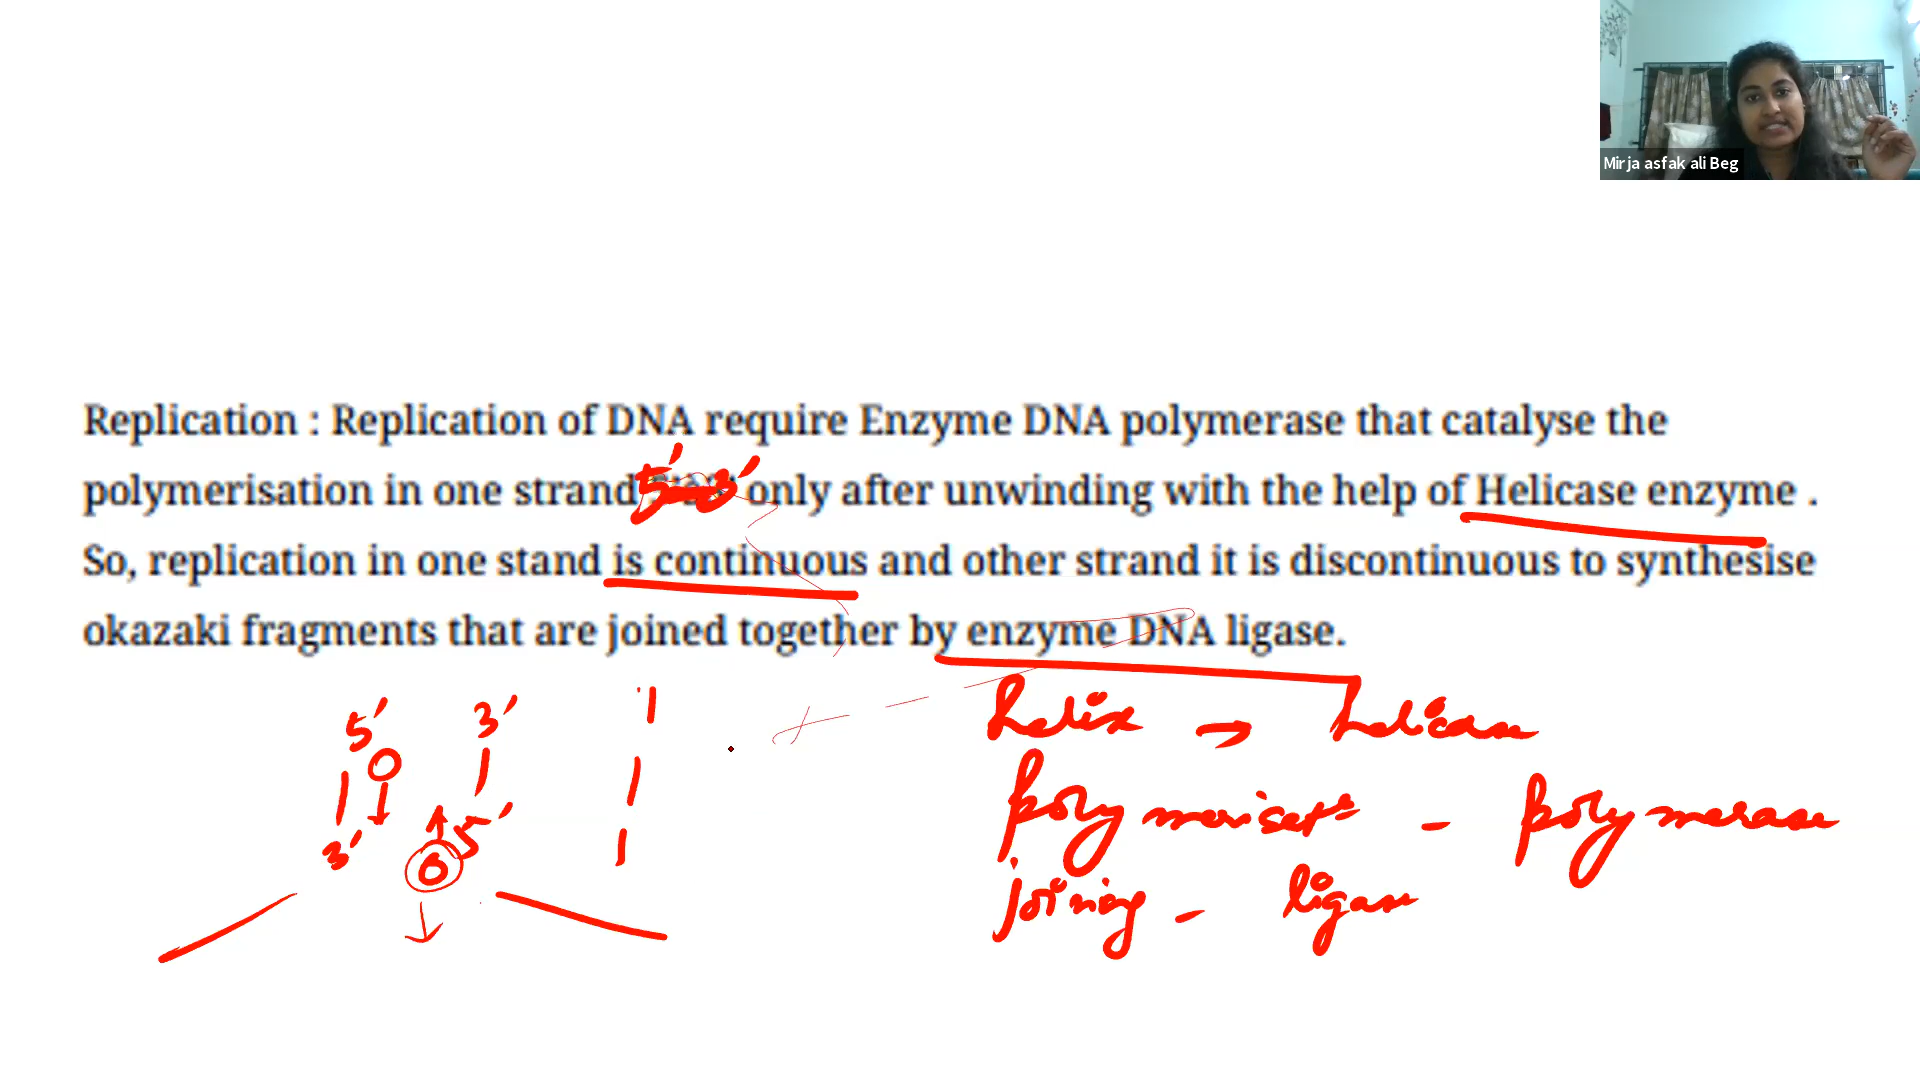 Mirja asfak ali Beg
Replication : Replication of DNA require Enzyme DNA polymerase that catalyse the
polymerisation in one strand 5' 3' only after unwinding with the help of Helicase enzyme .
So, replication in one stand is continuous and other strand it is discontinuous to synthesise
okazaki fragments that are joined together by enzyme DNA ligase.
5' 3'
3' 5'
helix → helicase
polymerisatn - polymerase
joining - ligase